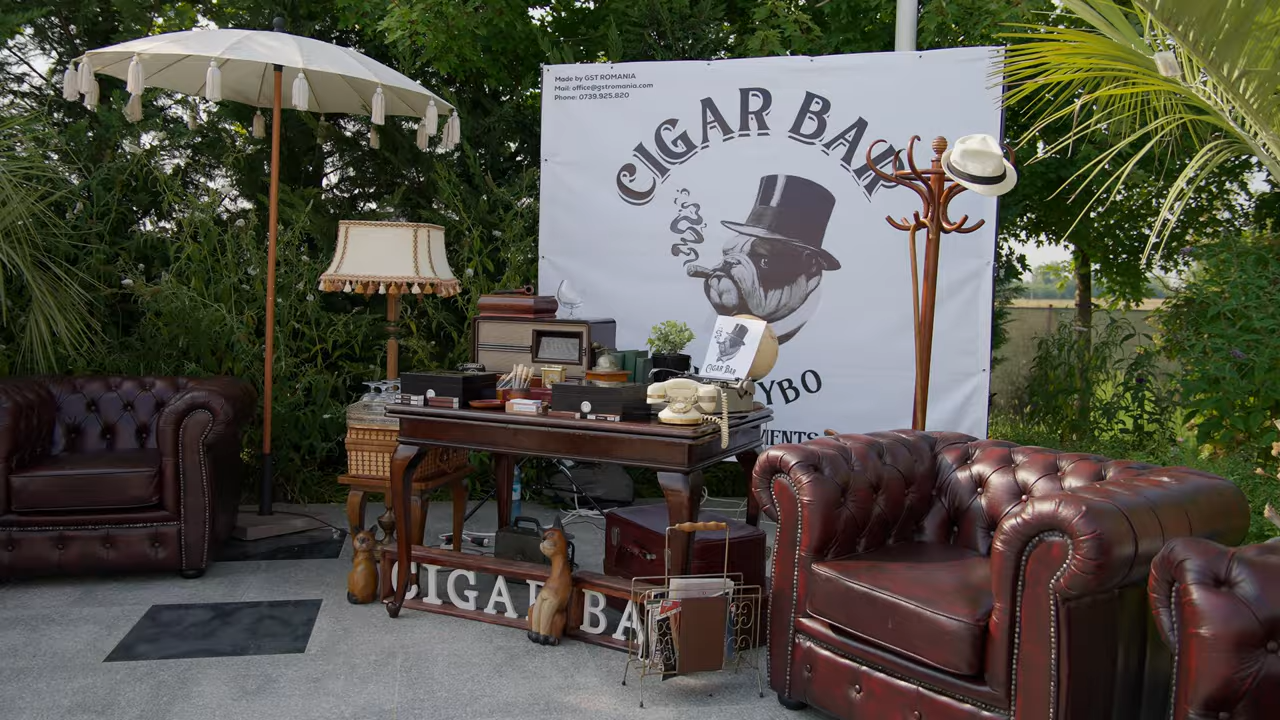 Made by GST ROMANIA
Mail: office@gstromania.com
Phone: 0739.925.820
CIGAR BAR
YBO
MENTS
CIGAR BAR
CIGAR BA